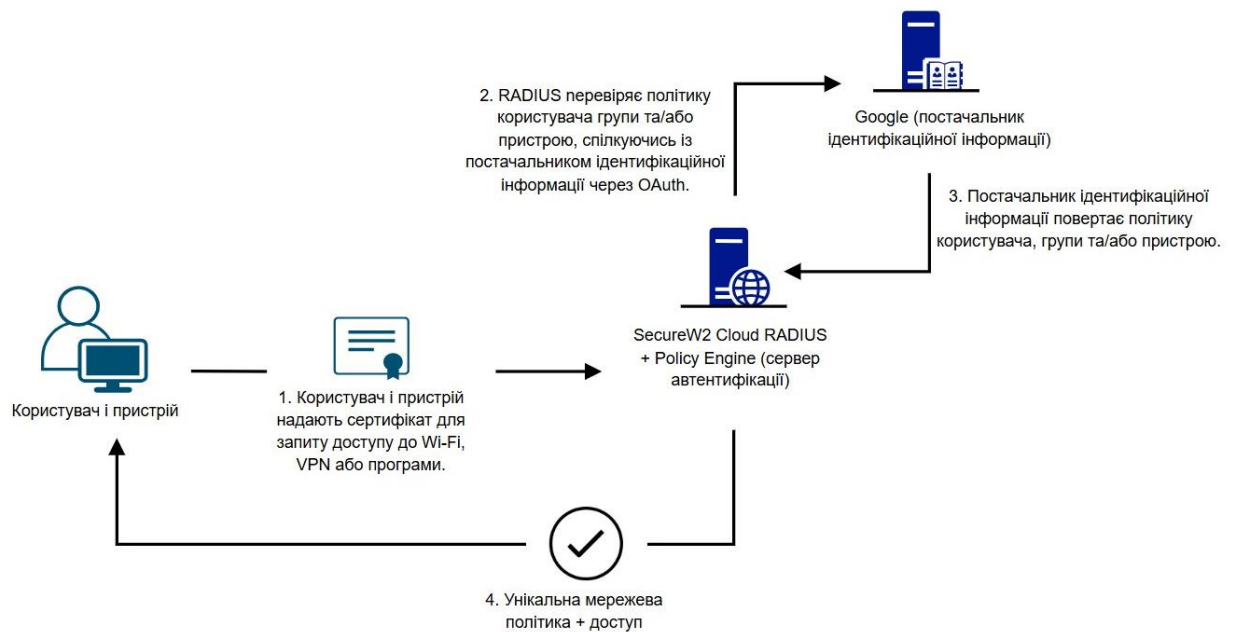 2. RADIUS перевіряє політику
користувача групи та/або
пристрою, спілкуючись із
постачальником ідентифікаційної
інформації через OAuth.
Google (постачальник
ідентифікаційної інформації)
3. Постачальник ідентифікаційної
інформації повертає політику
користувача, групи та/або пристрою.
SecureW2 Cloud RADIUS
+ Policy Engine (сервер
автентифікації)
Користувач і пристрій
1. Користувач і пристрій
надають сертифікат для
запиту доступу до Wi-Fi,
VPN або програми.
4. Унікальна мережева
політика + доступ